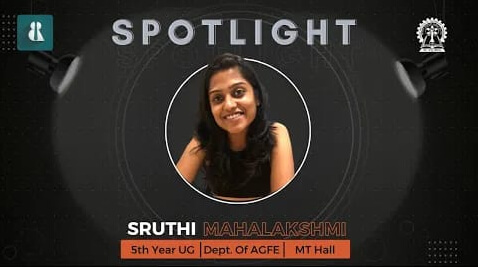 SPOTLIGHT
SRUTHI MAHALAKSHMI
5th Year UG | Dept. Of AGFE | MT Hall